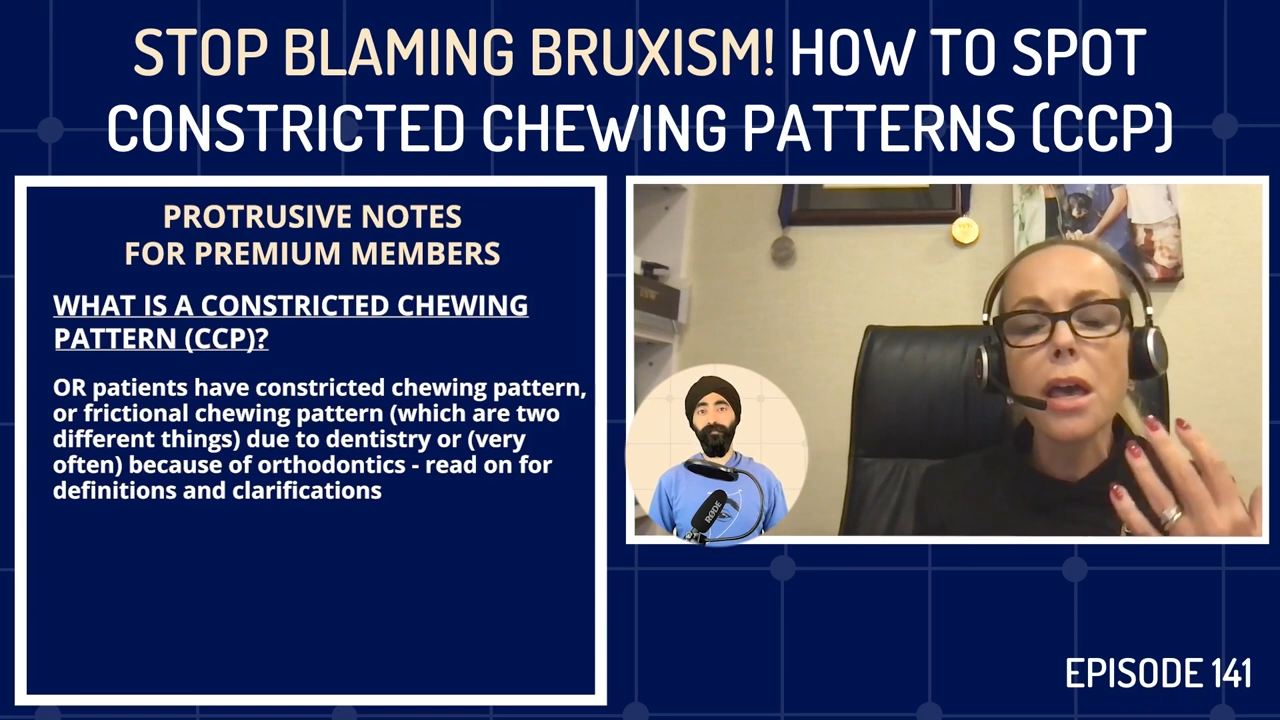 STOP BLAMING BRUXISM! HOW TO SPOT
CONSTRICTED CHEWING PATTERNS (CCP)
PROTRUSIVE NOTES
FOR PREMIUM MEMBERS
WHAT IS A CONSTRICTED CHEWING
PATTERN (CCP)?
OR patients have constricted chewing pattern,
or frictional chewing pattern (which are two
different things) due to dentistry or (very
often) because of orthodontics - read on for
definitions and clarifications
RØDE
EPISODE 141